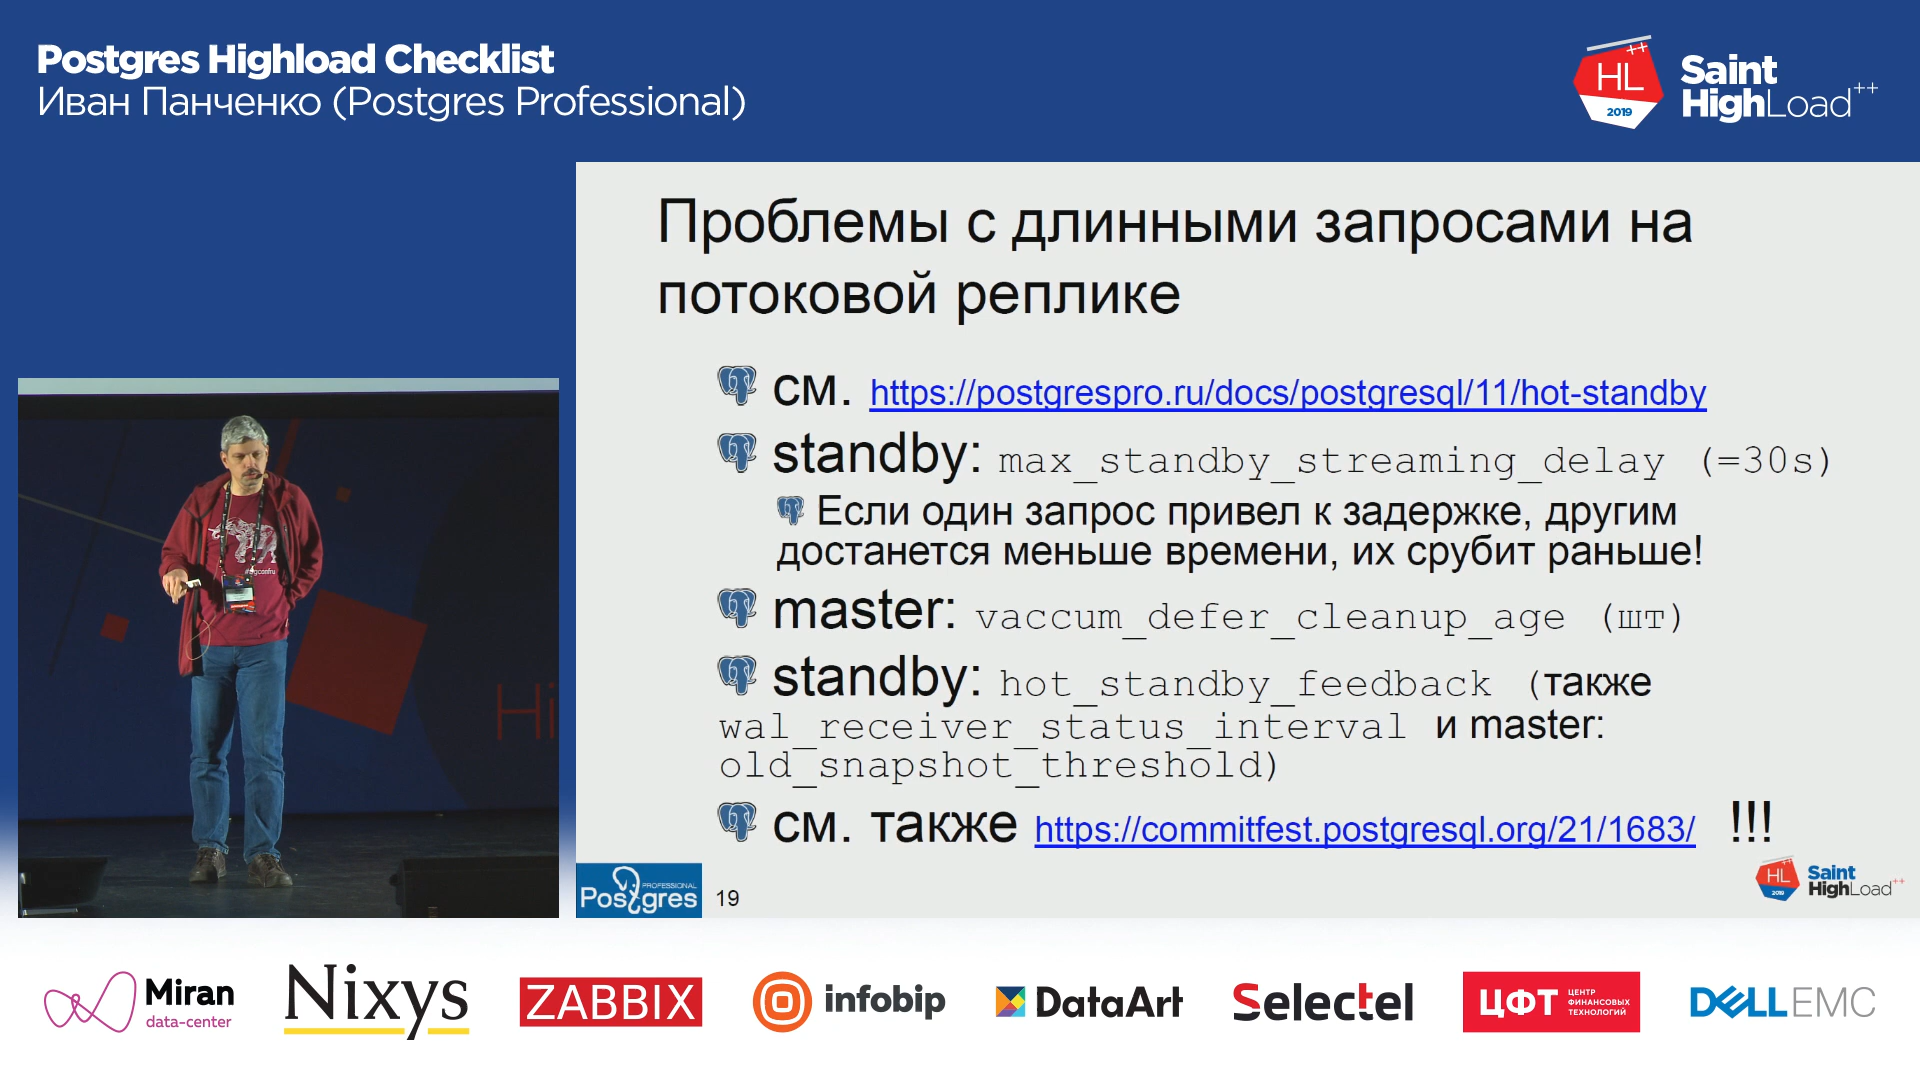 Postgres Highload Checklist
Иван Панченко (Postgres Professional)
HL ++
2019
Saint
HighLoad++
Проблемы с длинными запросами на
потоковой реплике
см. https://postgrespro.ru/docs/postgresql/11/hot-standby
standby: max_standby_streaming_delay (=30s)
Если один запрос привел к задержке, другим
достанется меньше времени, их срубит раньше!
master: vaccum_defer_cleanup_age (шт)
standby: hot_standby_feedback (также
wal_receiver_status_interval и master:
old_snapshot_threshold)
см. также https://commitfest.postgresql.org/21/1683/ !!!
Hi
PROFESSIONAL
Postgres
19
HL
2019
Saint
HighLoad++
Miran
data-center
Nixys
ZABBIX
infobip
DataArt
Selectel
ЦФТ
ЦЕНТР
ФИНАНСОВЫХ
ТЕХНОЛОГИЙ
DELL EMC